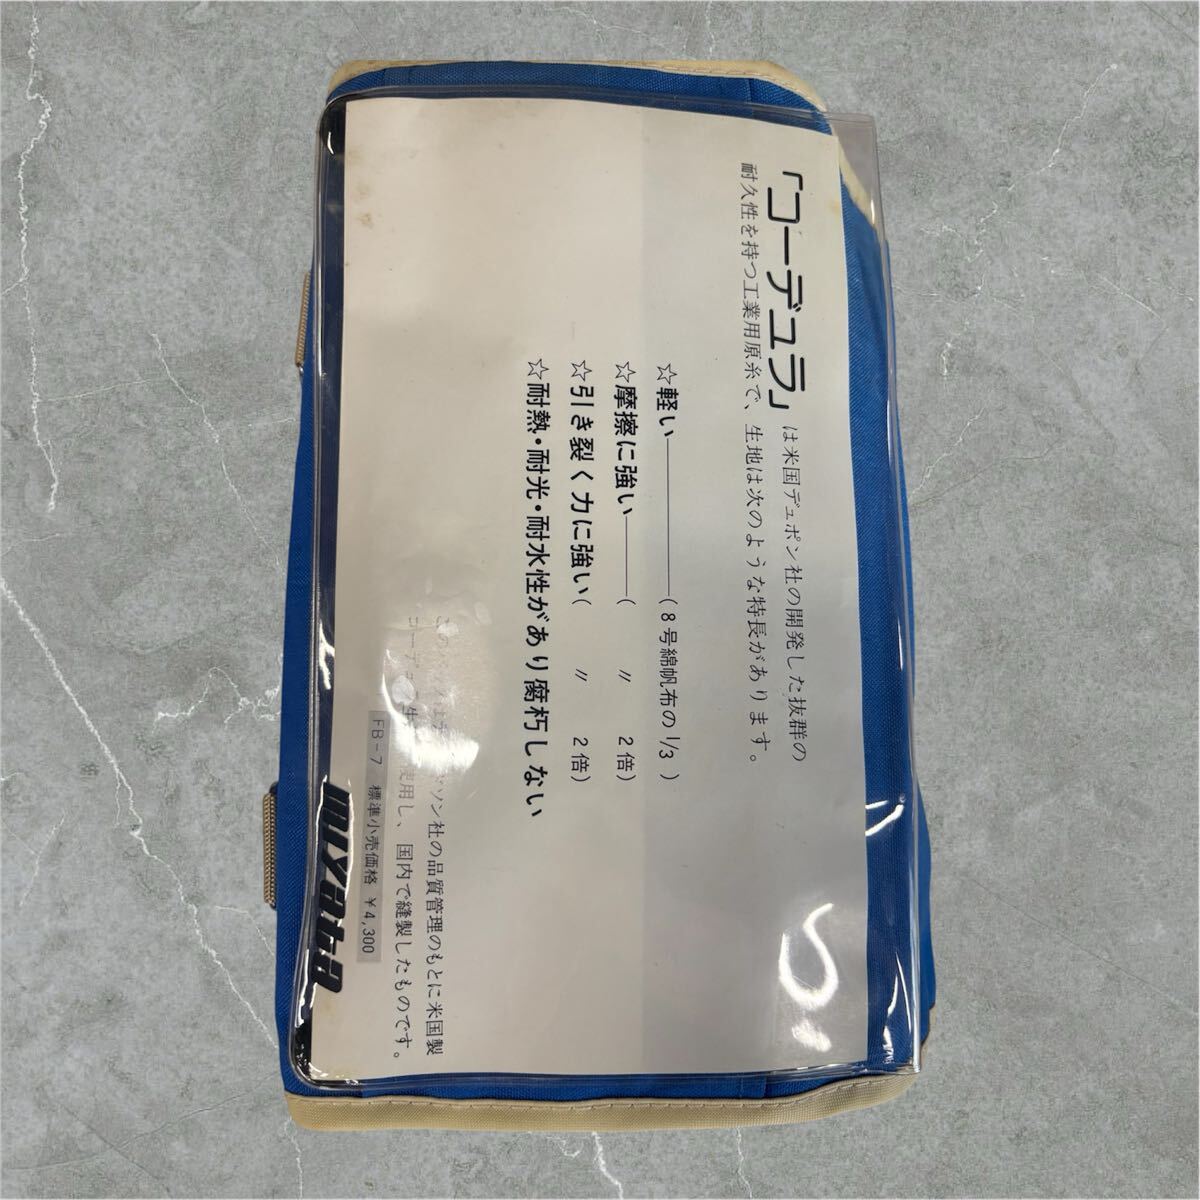 「コーデュラ」は米国デュポン社の開発した抜群の
耐久性を持つ工業用原糸で、生地は次のような特長があります。
☆軽い――――――(8号綿帆布の1/3)
☆摩擦に強い―――( 〃 2倍)
☆引き裂く力に強い( 〃 2倍)
☆耐熱・耐光・耐水性があり腐朽しない
ソン社の品質管理のもとに米国製
使用し、国内で縫製したものです。
FB-7 標準小売価格 ¥4,300
miyata